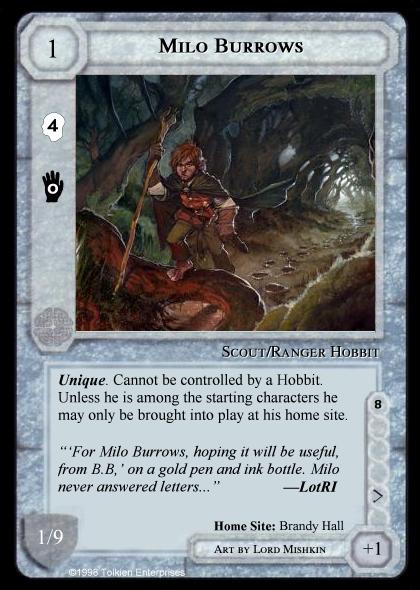 1
MILO BURROWS
4
SCOUT/RANGER HOBBIT
Unique. Cannot be controlled by a Hobbit.
Unless he is among the starting characters he
may only be brought into play at his home site.
8
“‘For Milo Burrows, hoping it will be useful,
from B.B,’ on a gold pen and ink bottle. Milo
never answered letters...” —LotRI
Home Site: Brandy Hall
1/9
ART BY LORD MISHKIN
+1
©1998 Tolkien Enterprises